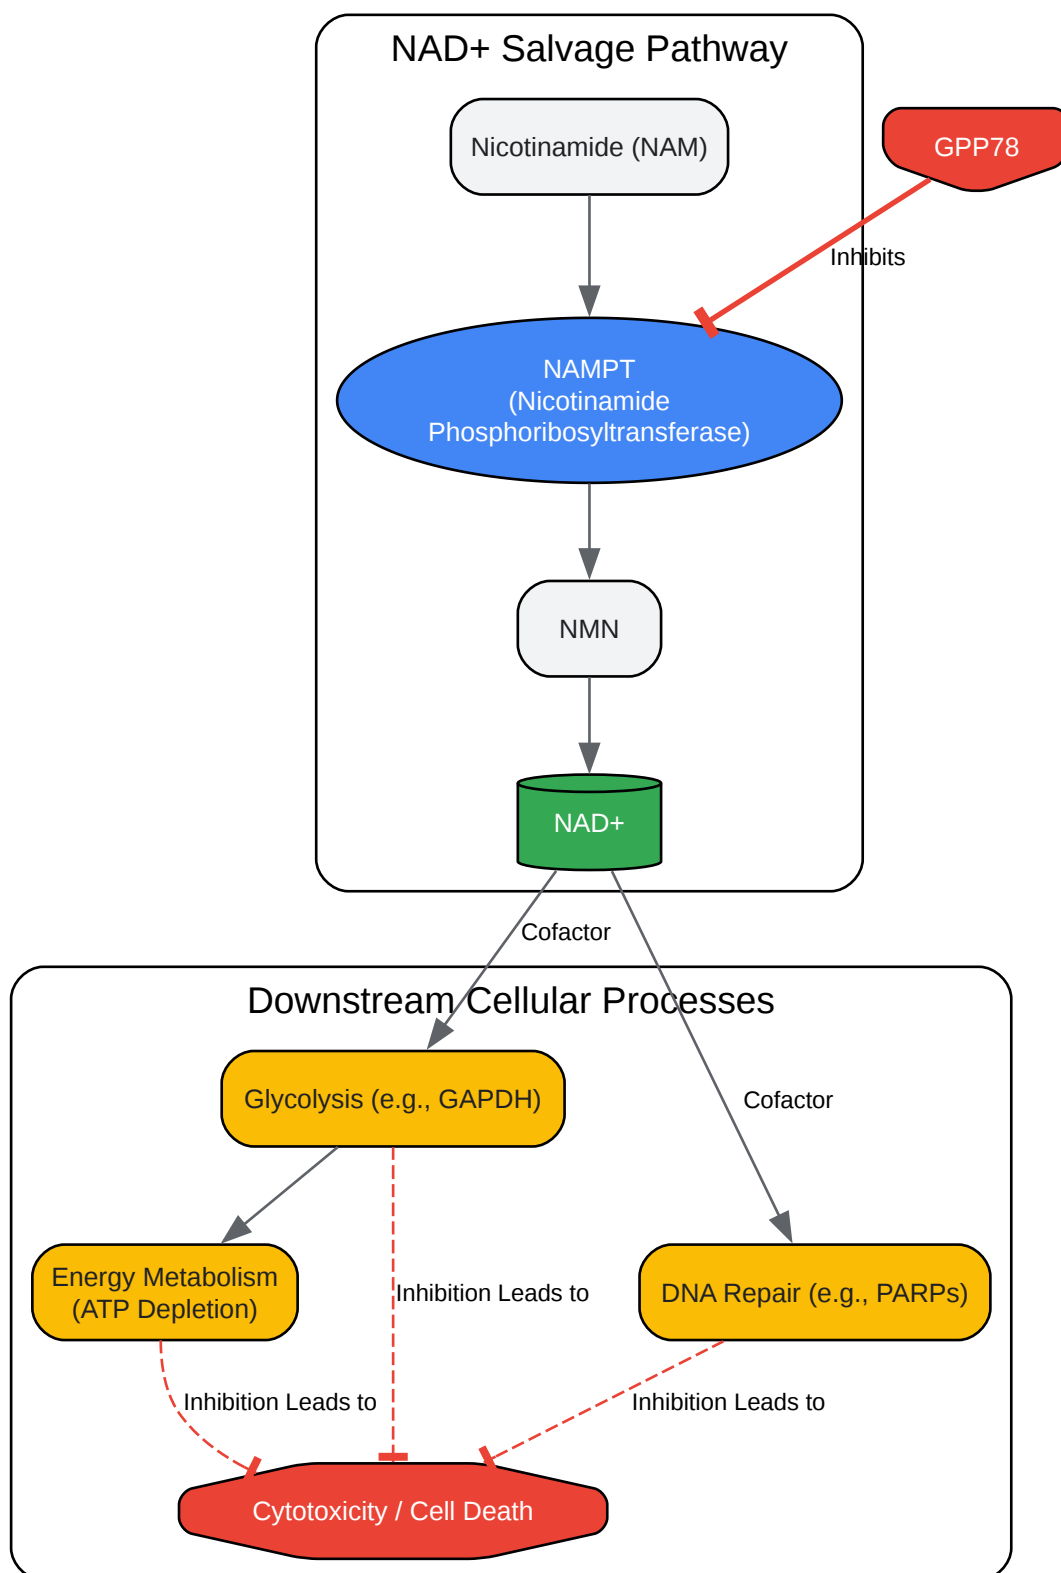 NAD+ Salvage Pathway
Nicotinamide (NAM)
GPP78
Inhibits
NAMPT
(Nicotinamide
Phosphoribosyltransferase)
NMN
NAD+
Cofactor
Downstream Cellular Processes
Glycolysis (e.g., GAPDH)
Cofactor
Energy Metabolism
(ATP Depletion)
Inhibition Leads to
DNA Repair (e.g., PARPs)
Inhibition Leads to
Inhibition Leads to
Cytotoxicity / Cell Death